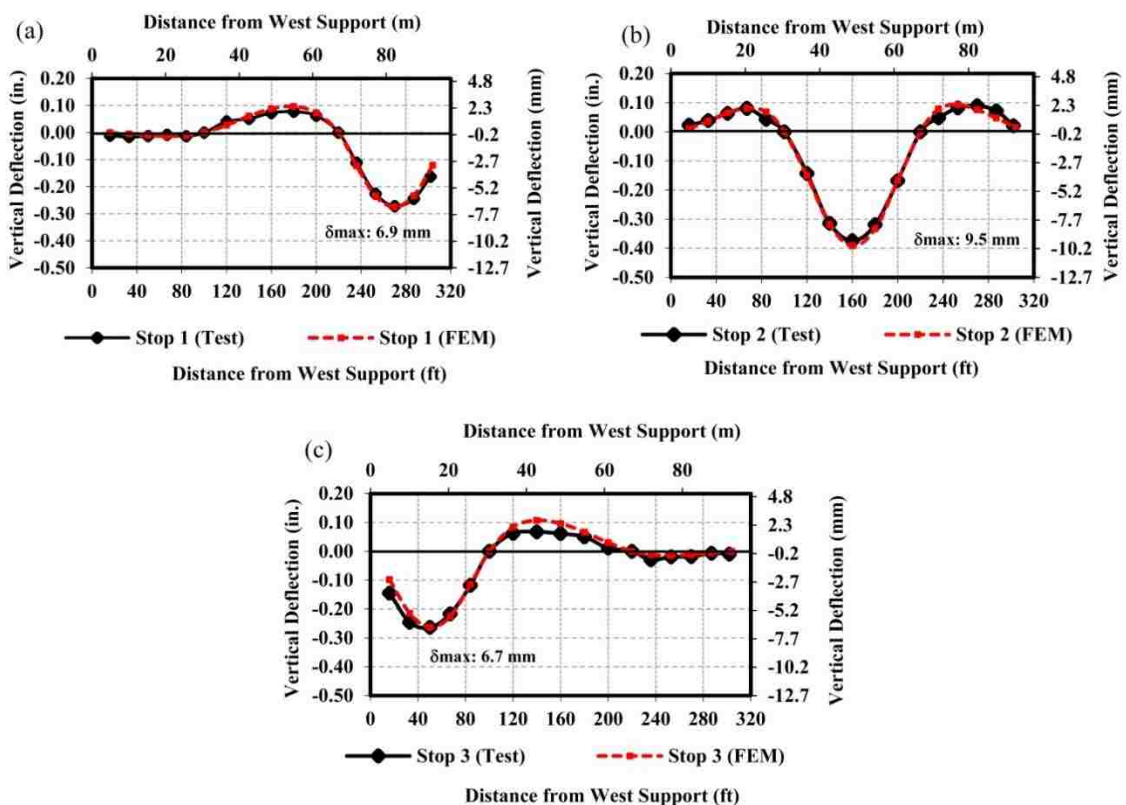 (a)
Distance from West Support (m)
0 20 40 60 80
Vertical Deflection (in.)
0.20
0.10
0.00
-0.10
-0.20
-0.30
-0.40
-0.50
4.8
2.3
-0.2
-2.7
-5.2
-7.7
-10.2
-12.7
Vertical Deflection (mm)
δmax: 6.9 mm
0 40 80 120 160 200 240 280 320
Stop 1 (Test) Stop 1 (FEM)
Distance from West Support (ft)
(b)
Distance from West Support (m)
0 20 40 60 80
Vertical Deflection (in.)
0.20
0.10
0.00
-0.10
-0.20
-0.30
-0.40
-0.50
4.8
2.3
-0.2
-2.7
-5.2
-7.7
-10.2
-12.7
Vertical Deflection (mm)
δmax: 9.5 mm
0 40 80 120 160 200 240 280 320
Stop 2 (Test) Stop 2 (FEM)
Distance from West Support (ft)
(c)
Distance from West Support (m)
0 20 40 60 80
Vertical Deflection (in.)
0.20
0.10
0.00
-0.10
-0.20
-0.30
-0.40
-0.50
4.8
2.3
-0.2
-2.7
-5.2
-7.7
-10.2
-12.7
Vertical Deflection (mm)
δmax: 6.7 mm
0 40 80 120 160 200 240 280 320
Stop 3 (Test) Stop 3 (FEM)
Distance from West Support (ft)